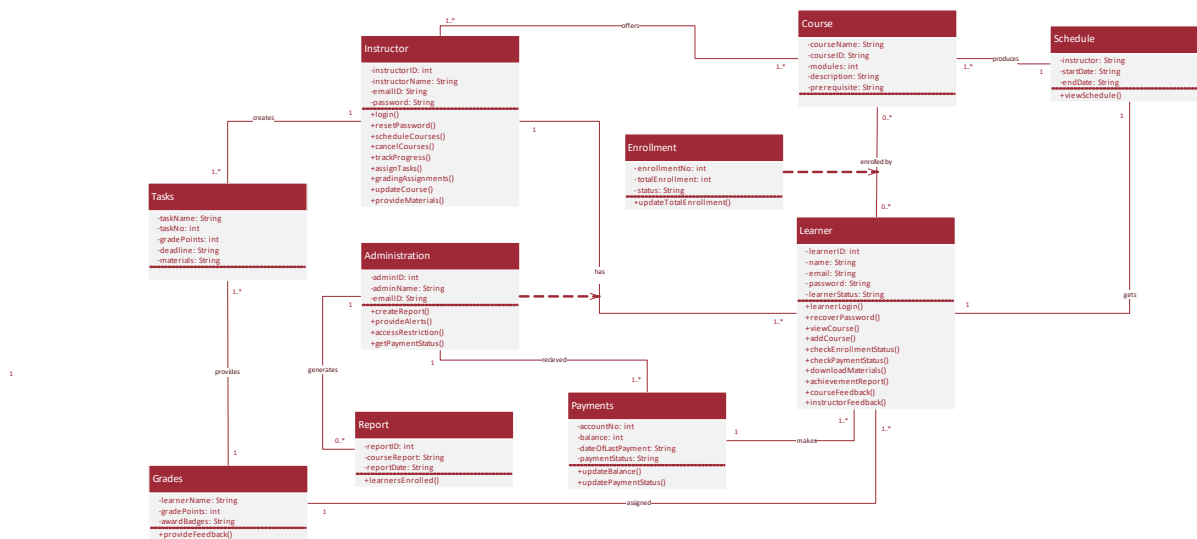 1..*
offers
Course
-courseName: String
-courseID: String
-modules: int
-description: String
-prerequisite: String
1..*
1..*
produces
1
Schedule
-instructor: String
-startDate: String
-endDate: String
+viewSchedule()
1
Instructor
-instructorID: int
-instructorName: String
-emailID: String
-password: String
+login()
+resetPassword()
+scheduleCourses()
+cancelCourses()
+trackProgress()
+assignTasks()
+gradingAssignments()
+updateCourse()
+provideMaterials()
1
creates
1..*
1
0..*
Enrollment
-enrollmentNo: int
-totalEnrollment: int
-status: String
+updateTotalEnrollment()
enrolled by
0..*
Tasks
-taskName: String
-taskNo: int
-gradePoints: int
-deadline: String
-materials: String
1..*
Learner
-learnerID: int
-name: String
-email: String
-password: String
-learnerStatus: String
+learnerLogin()
+recoverPassword()
+viewCourse()
+addCourse()
+checkEnrollmentStatus()
+checkPaymentStatus()
+downloadMaterials()
+achievementReport()
+courseFeedback()
+instructorFeedback()
Administration
-adminID: int
-adminName: String
-emailID: String
+createReport()
+provideAlerts()
+accessRestriction()
+getPaymentStatus()
has
gets
1
1..*
1
1
recieved
1..*
1
provides
generates
1
Payments
-accountNo: int
-balance: int
-dateOfLastPayment: String
-paymentStatus: String
+updateBalance()
+updatePaymentStatus()
1
makes
1..*
1..*
Report
-reportID: int
-courseReport: String
-reportDate: String
+learnersEnrolled()
0..*
1
Grades
-learnerName: String
-gradePoints: int
-awardBadges: String
+provideFeedback()
1
assigned